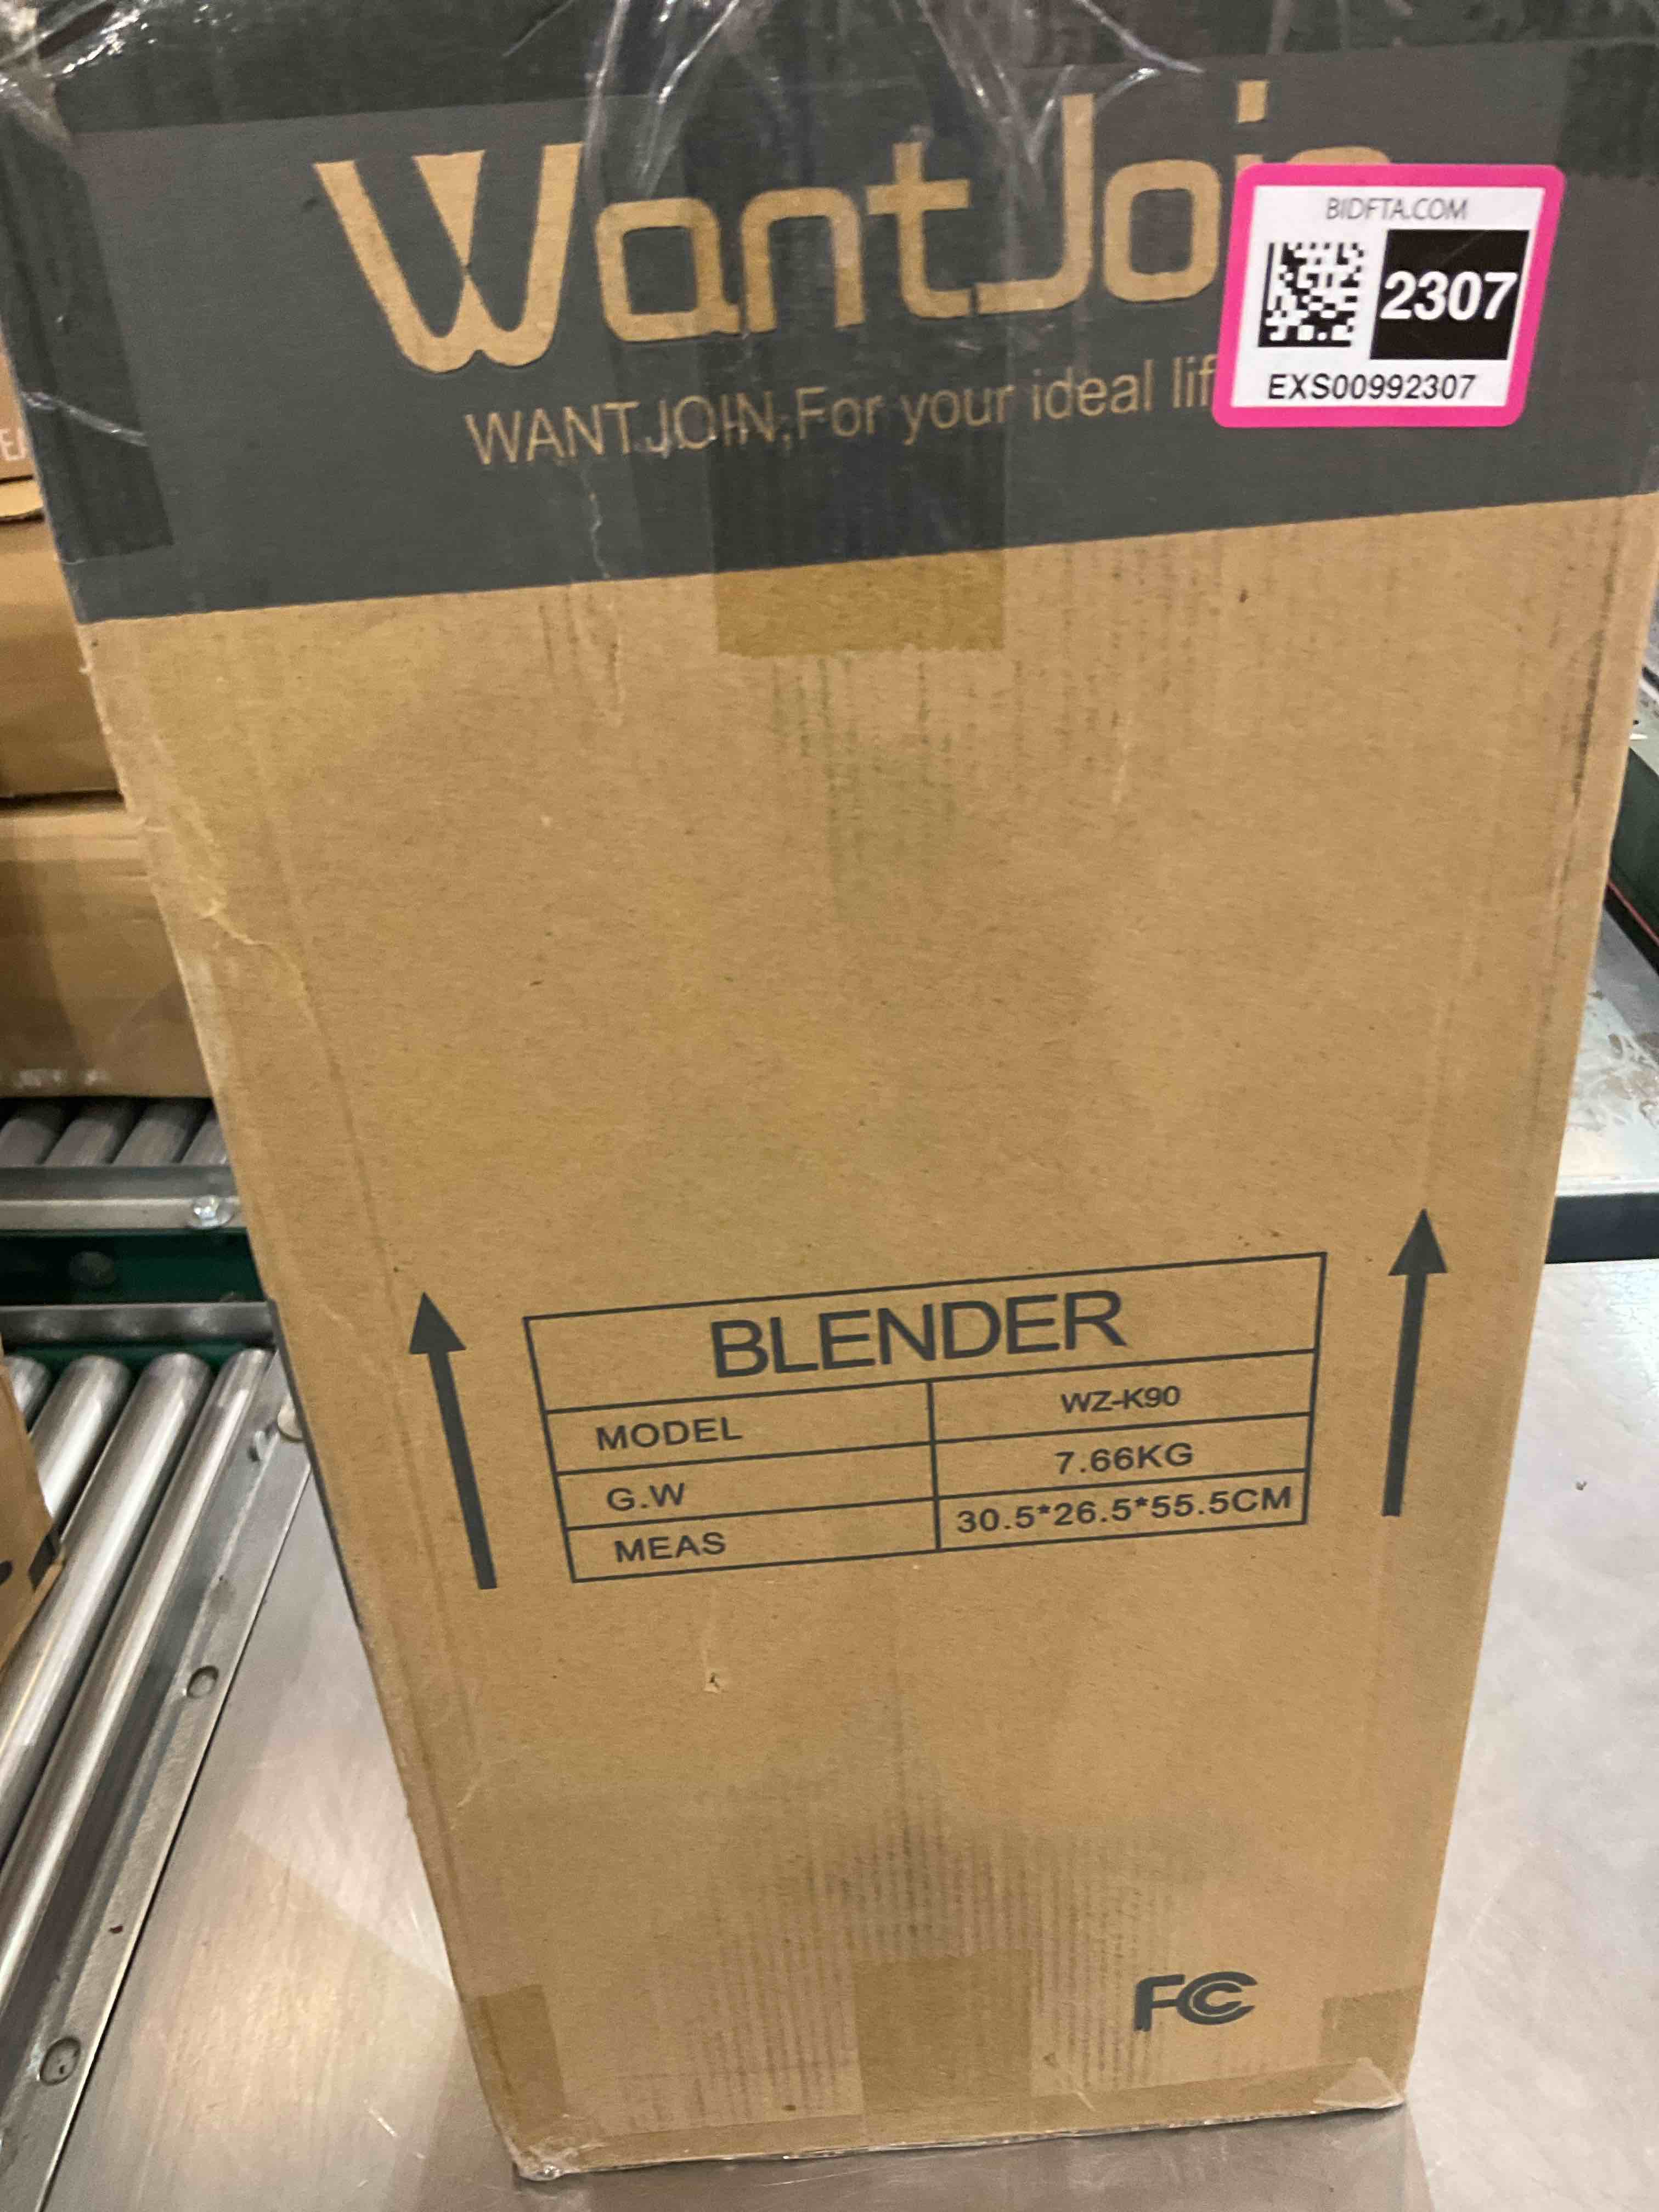 WantJoi
BIDFTA.COM
2307
EXS00992307
WANTJOIN,For your ideal lif
BLENDER
MODEL WZ-K90
G.W 7.66KG
MEAS 30.5*26.5*55.5CM
FC